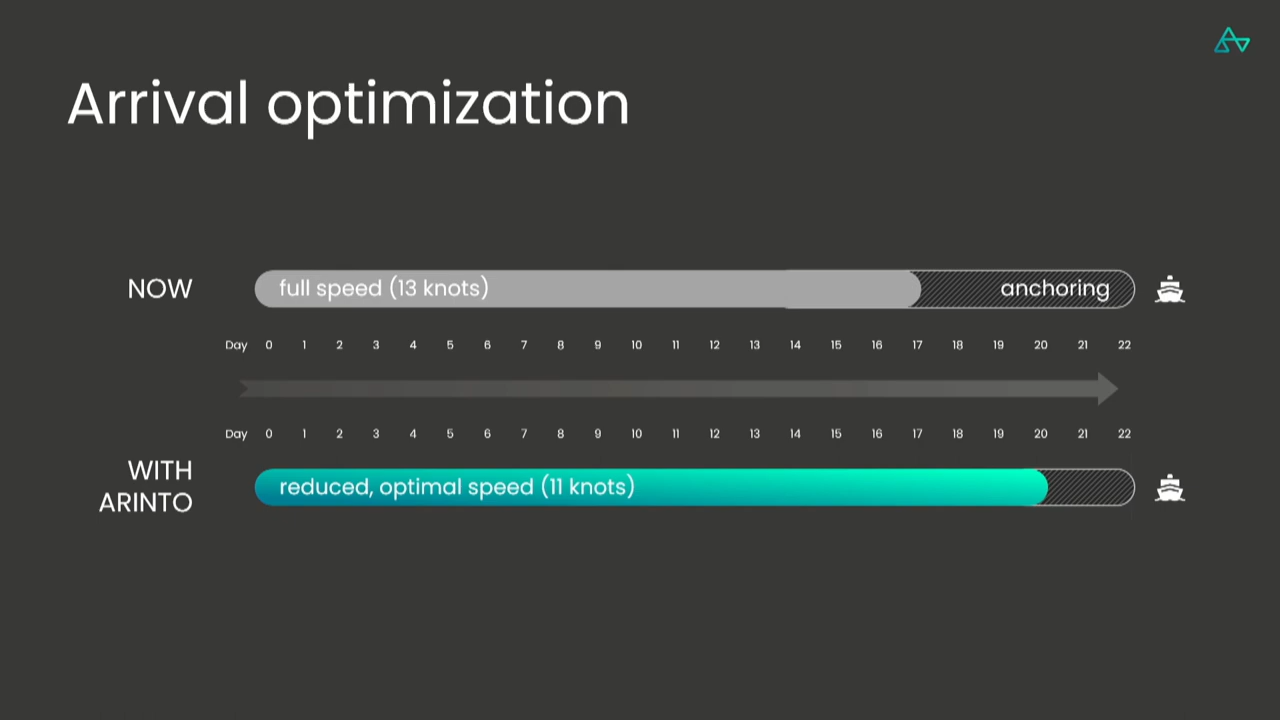 Arrival optimization
NOW
full speed (13 knots)
anchoring
Day 0 1 2 3 4 5 6 7 8 9 10 11 12 13 14 15 16 17 18 19 20 21 22
Day 0 1 2 3 4 5 6 7 8 9 10 11 12 13 14 15 16 17 18 19 20 21 22
WITH
ARINTO
reduced, optimal speed (11 knots)